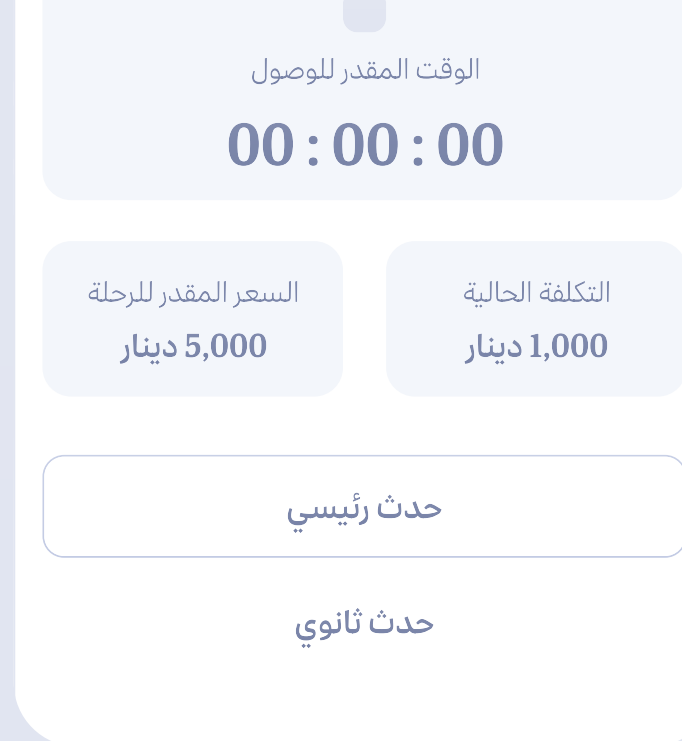 الوقت المقدر للوصول
00 : 00 : 00
التكلفة الحالية
1,000 دينار
السعر المقدر للرحلة
5,000 دينار
حدث رئيسي
حدث ثانوي